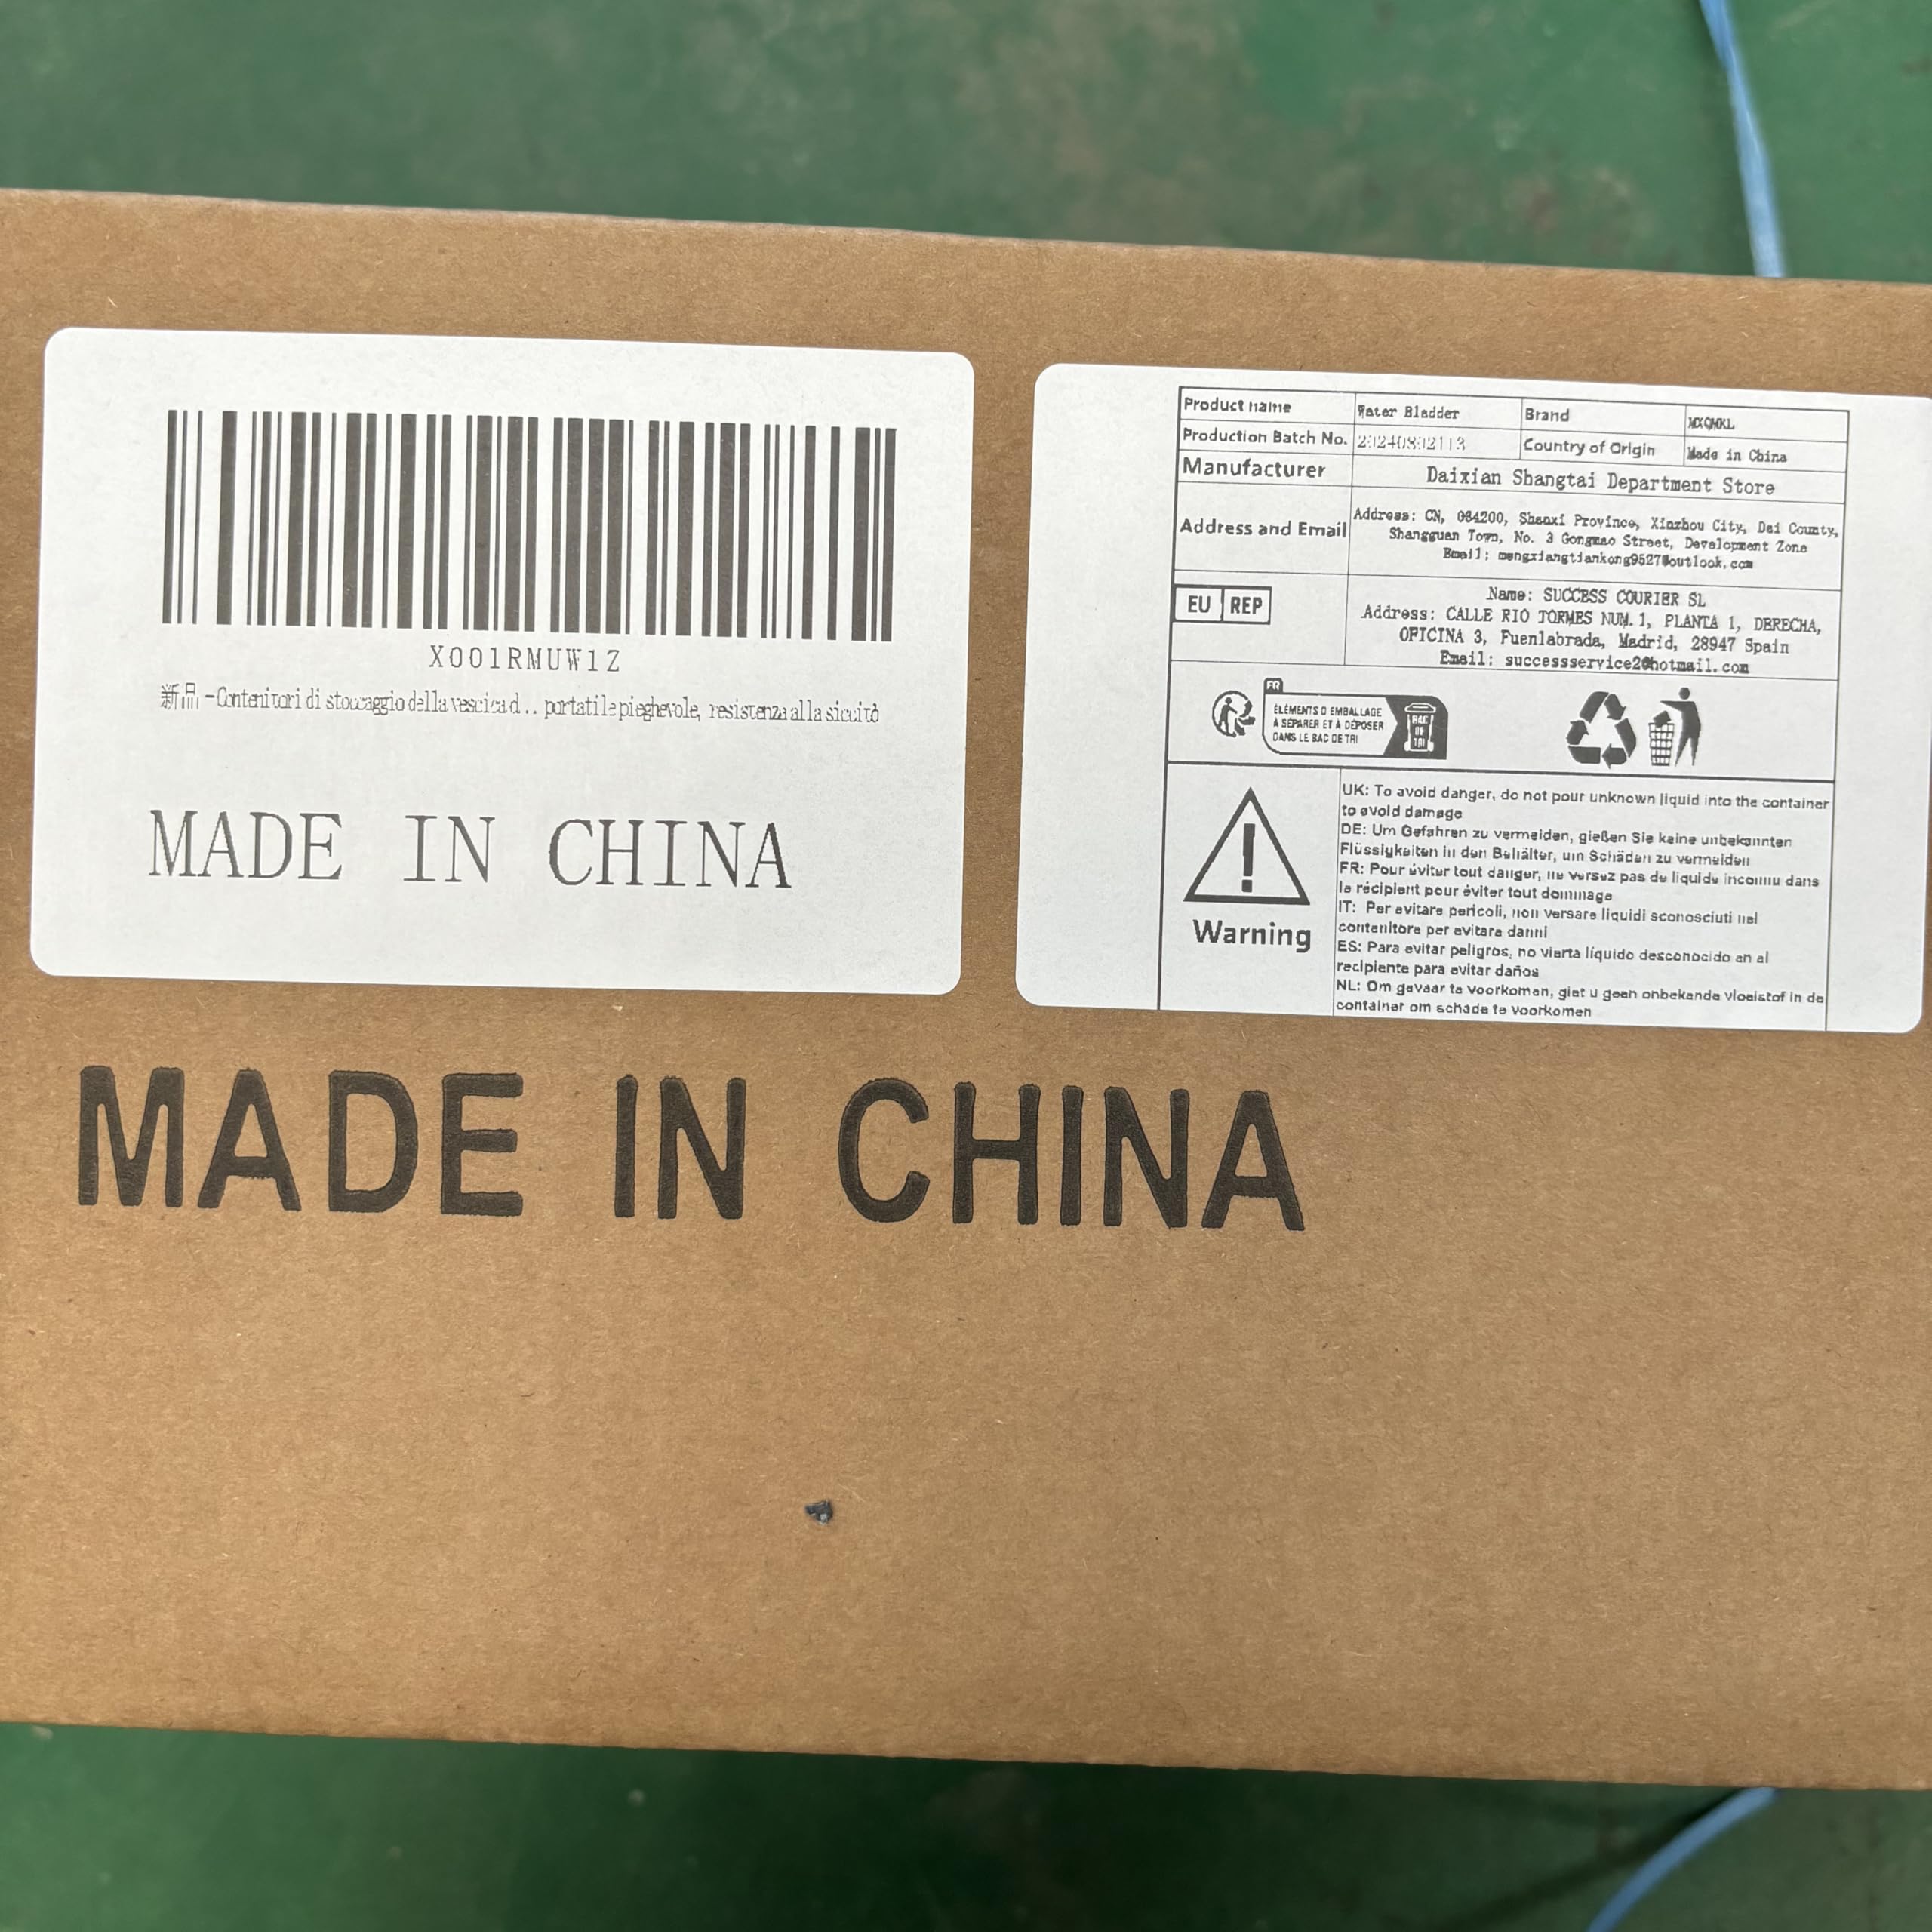 X001RMUW1Z
新品 -Contenitori di stoccaggio della vescica d.. portatile pieghevole, resistenza alla siccitò
MADE IN CHINA
Product name Water Bladder Brand MXQMXL
Production Batch No. Country of Origin Made in China
Manufacturer Daixian Shangtai Department Store
Address and Email
Address: CN, 034200, Shanxi Province, Xinzhou City, Dai County,
Shangguan Town, No. 3 Gongmao Street, Development Zone
Email: mengxiangtiankong9527@outlook.com
EU REP
Name: SUCCESS COURIER SL
Address: CALLE RIO TORMES NUM.1, PLANTA 1, DERECHA,
OFICINA 3, Fuenlabrada, Madrid, 28947 Spain
Email: successservice2@hotmail.com
FR
ÉLÉMENTS D EMBALLAGE
À SÉPARER ET À DÉPOSER
DANS LE BAC DE TRI
BAC
DE
TRI
Warning
UK: To avoid danger, do not pour unknown liquid into the container
to avoid damage
DE: Um Gefahren zu vermeiden, gießen Sie keine unbekannten
Flüssigkeiten in den Behälter, um Schäden zu vermeiden
FR: Pour éviter tout danger, ne versez pas de liquide inconnu dans
le récipient pour éviter tout dommage
IT: Per evitare pericoli, non versare liquidi sconosciuti nel
contenitore per evitare danni
ES: Para evitar peligros, no vierta líquido desconocido en el
recipiente para evitar daños
NL: Om gevaar te voorkomen, giet u geen onbekende vloeistof in de
container om schade te voorkomen
MADE IN CHINA